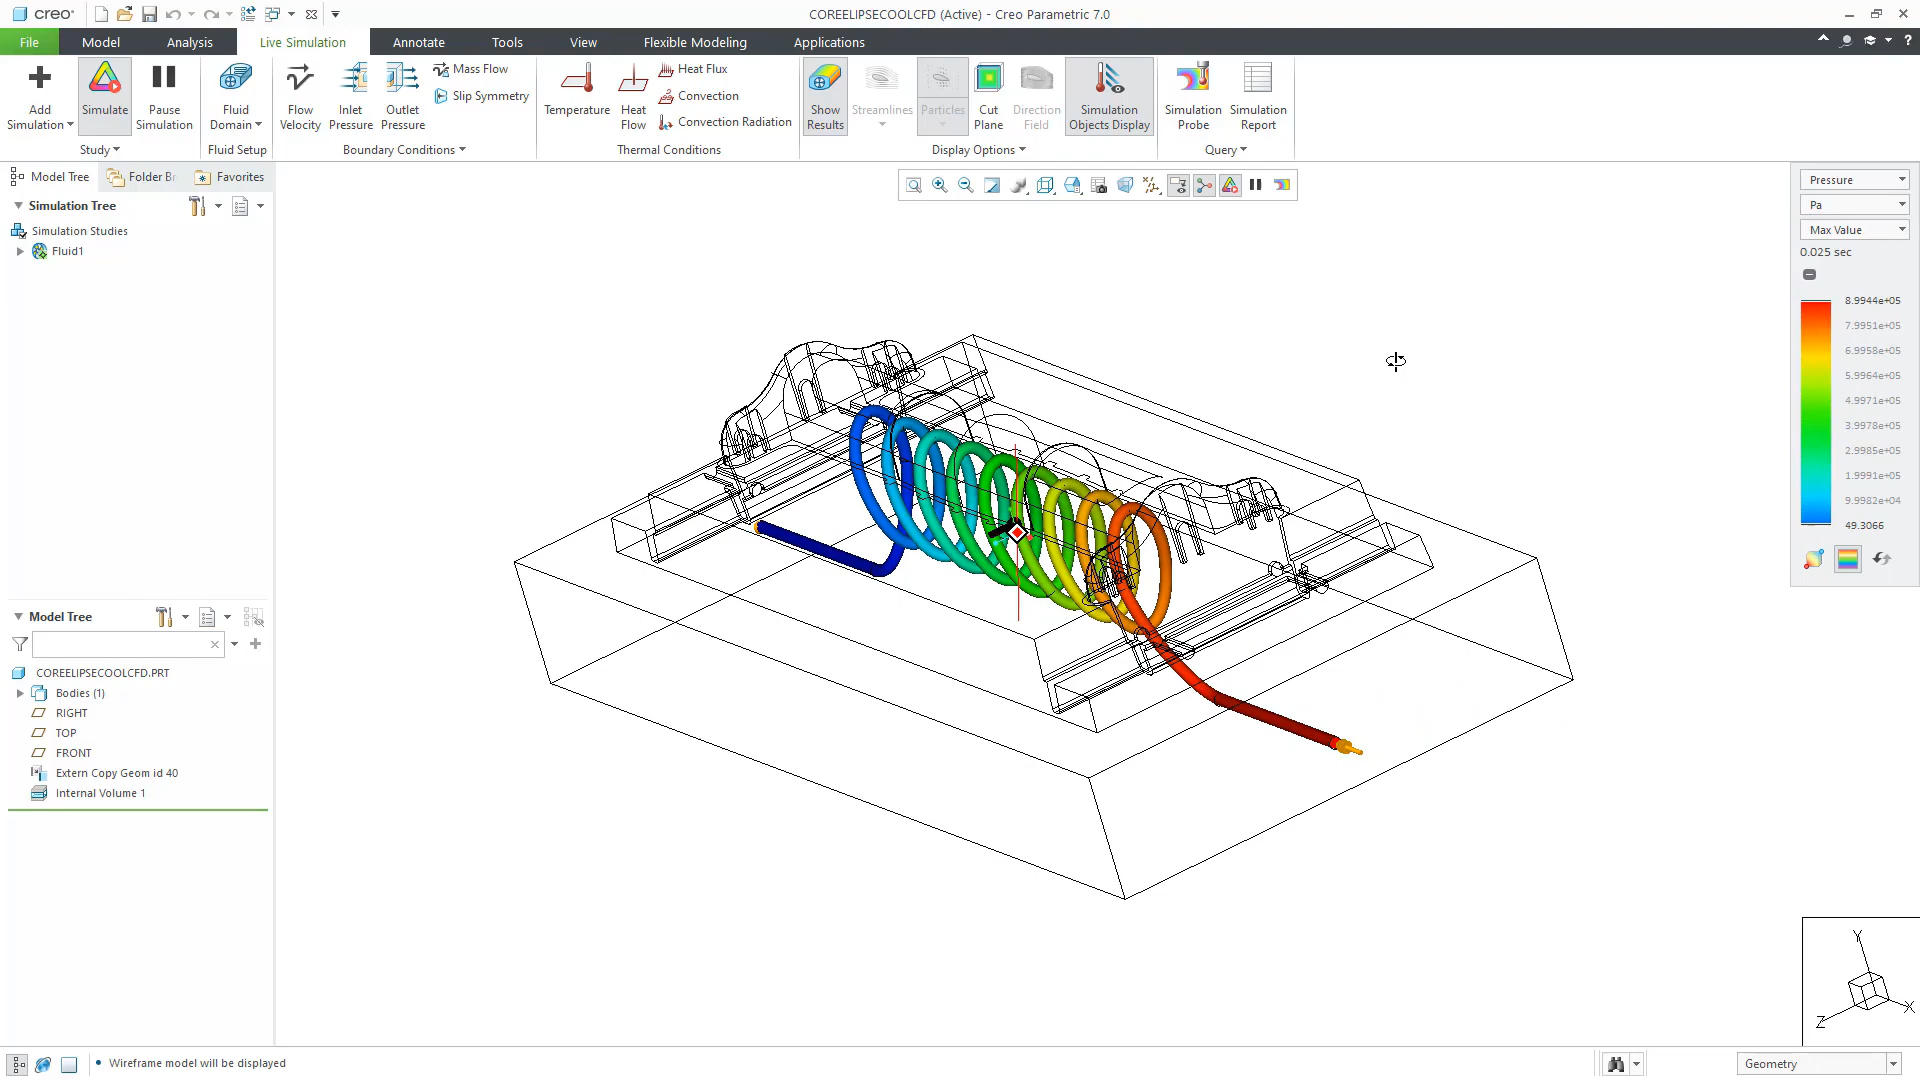 creo
COREELIPSECOOLCFD (Active) - Creo Parametric 7.0
File
Model
Analysis
Live Simulation
Annotate
Tools
View
Flexible Modeling
Applications
Add Simulation
Simulate
Pause Simulation
Study
Fluid Domain
Fluid Setup
Flow Velocity
Inlet Pressure
Outlet Pressure
Mass Flow
Slip Symmetry
Boundary Conditions
Temperature
Heat Flow
Heat Flux
Convection
Convection Radiation
Thermal Conditions
Show Results
Streamlines
Particles
Cut Plane
Direction Field
Simulation Objects Display
Display Options
Simulation Probe
Simulation Report
Query
Model Tree
Folder Br
Favorites
Simulation Tree
Simulation Studies
Fluid1
Model Tree
COREELIPSECOOLCFD.PRT
Bodies (1)
RIGHT
TOP
FRONT
Extern Copy Geom id 40
Internal Volume 1
Pressure
Pa
Max Value
0.025 sec
8.9944e+05
7.9951e+05
6.9958e+05
5.9964e+05
4.9971e+05
3.9978e+05
2.9985e+05
1.9991e+05
9.9982e+04
49.3066
Y
X
Z
Wireframe model will be displayed
Geometry